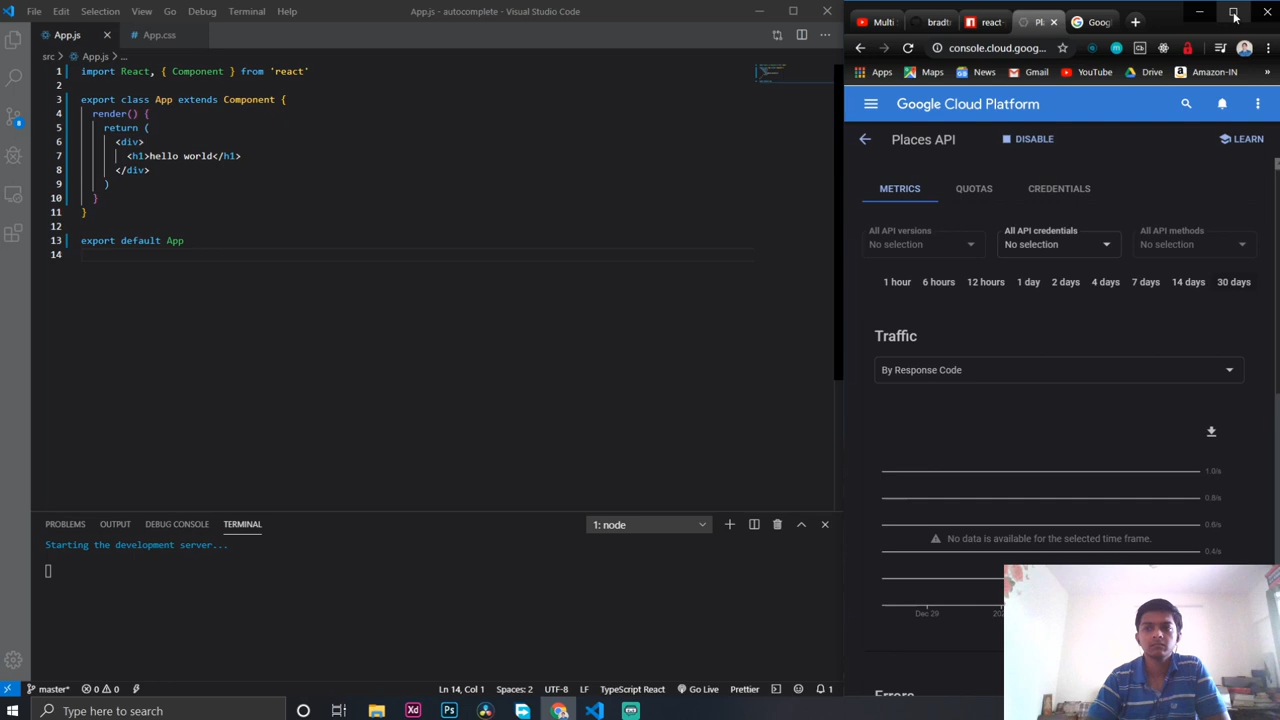 File Edit Selection View Go Debug Terminal Help
App.js - autocomplete - Visual Studio Code
App.js
App.css
src > App.js > ...
1 import React, { Component } from 'react'
2
3 export class App extends Component {
4 render() {
5 return (
6 <div>
7 <h1>hello world</h1>
8 </div>
9 )
10 }
11 }
12
13 export default App
14
PROBLEMS OUTPUT DEBUG CONSOLE TERMINAL
1: node
Starting the development server...
master* 0 0
Ln 14, Col 1 Spaces: 2 UTF-8 LF TypeScript React Go Live Prettier 1
Type here to search
Multi
bradt
react-
Pl
Goog
console.cloud.goog...
Apps Maps News Gmail YouTube Drive Amazon-IN »
Google Cloud Platform
Places API
DISABLE
LEARN
METRICS QUOTAS CREDENTIALS
All API versions
No selection
All API credentials
No selection
All API methods
No selection
1 hour 6 hours 12 hours 1 day 2 days 4 days 7 days 14 days 30 days
Traffic
By Response Code
1.0/s
0.8/s
0.6/s
No data is available for the selected time frame.
0.4/s
Dec 29
Errors